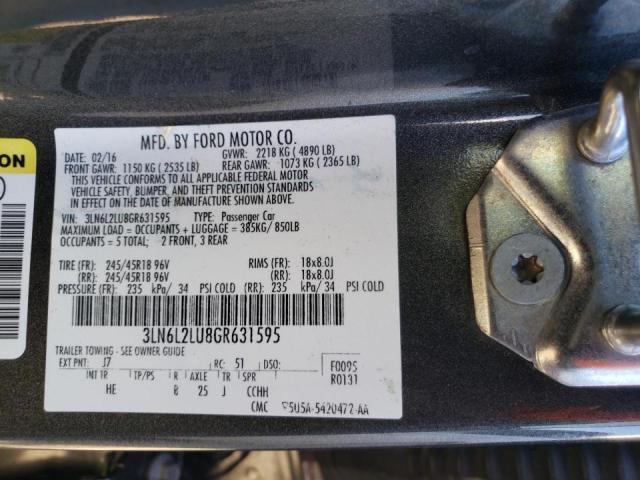 ION
MFD. BY FORD MOTOR CO.
DATE: 02/16 GVWR: 2218 KG ( 4890 LB)
FRONT GAWR: 1150 KG ( 2535 LB) REAR GAWR: 1073 KG ( 2365 LB)
THIS VEHICLE CONFORMS TO ALL APPLICABLE FEDERAL MOTOR
VEHICLE SAFETY, BUMPER, AND THEFT PREVENTION STANDARDS
IN EFFECT ON THE DATE OF MANUFACTURE SHOWN ABOVE.
VIN: 3LN6L2LU8GR631595 TYPE: Passenger Car
MAXIMUM LOAD = OCCUPANTS + LUGGAGE = 385KG/ 850LB
OCCUPANTS = 5 TOTAL; 2 FRONT, 3 REAR
TIRE (FR): 245/45R18 96V RIMS (FR): 18x8.0J
(RR): 245/45R18 96V (RR): 18x8.0J
PRESSURE (FR): 235 kPa/ 34 PSI COLD (RR): 235 kPa/ 34 PSI COLD
3LN6L2LU8GR631595
TRAILER TOWING - SEE OWNER GUIDE
EXT PNT: J7 RC: 51 DSO: F0095
INT TR TP/PS R AXLE TR SPR R0131
HE 8 25 J CCHH
CMC 5U5A-5420472-AA